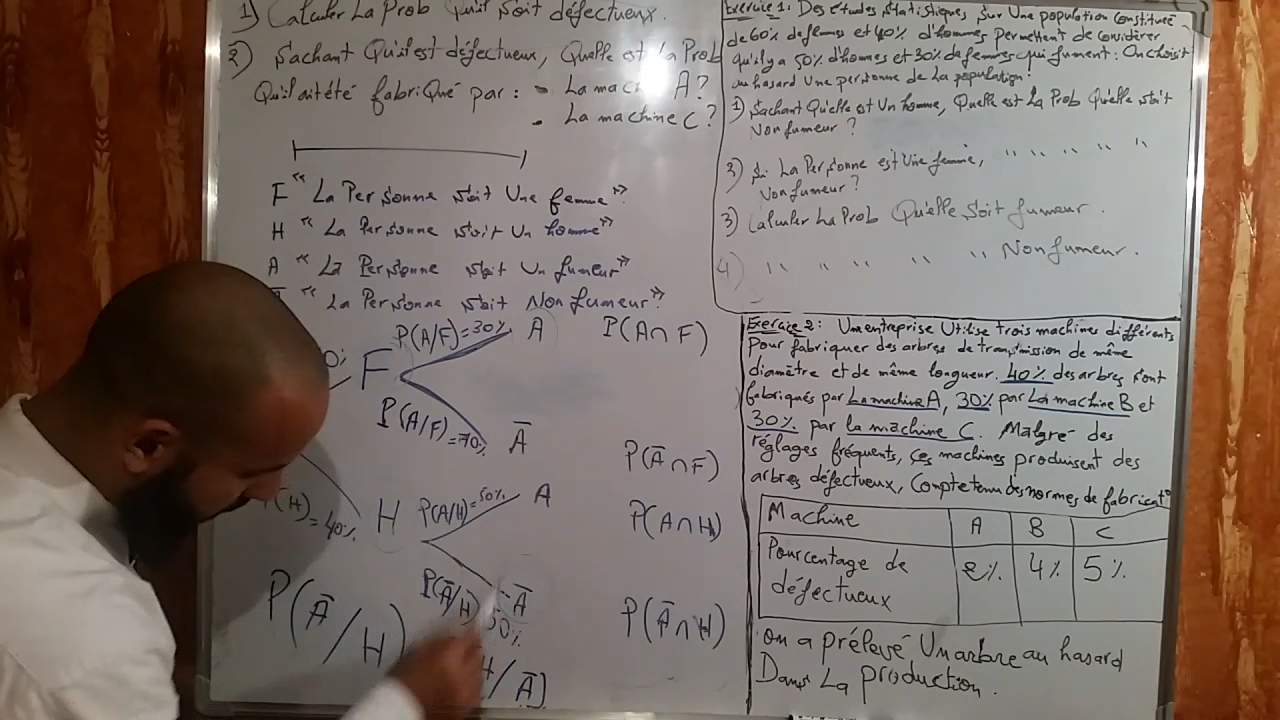 1) Calculer La Prob Qu'il soit défectueux.
2) Sachant Qu'il est défectueux, Quelle est la Prob
Qu'il ait été fabriqué par : - La mach A ?
- La machine C ?
F " La Personne soit Une femme "
H " La Personne soit Un homme "
A " La Personne soit Un fumeur "
" La Personne soit Non fumeur "
P(A/F)=30% A P(A∩F)
F
P(A/F)=70% Ā P(Ā∩F)
(H)=40% H P(A/H)=50% A P(A∩H)
P(Ā/H) 50% Ā P(Ā∩H)
P(Ā/H)
/Ā)
Exercice 1: Des études statistiques, sur Une population constituée
de 60% de femmes et 40% d'hommes permettent de considérer
qu'il y a 50% d'hommes et 30% de femmes qui fument. On choisit
au hasard Une personne de la population.
1) Sachant Qu'elle est Un homme, Quelle est la Prob Qu'elle soit
Non fumeur ?
2) Si La Personne est Une femme, " " " " " "
Non fumeur ?
3) Calculer La Prob Qu'elle soit fumeur.
4) " " " " " Non fumeur.
Exercice 2 : Une entreprise Utilise trois machines différents
Pour fabriquer des arbres de transmission de même
diamètre et de même longueur. 40% des arbres sont
fabriqués par La machine A, 30% par La machine B et
30% par la machine C. Malgré des
réglages fréquents, ces machines produisent des
arbres défectueux, Compte tenu des normes de fabricat°
Machine A B C
Pourcentage de défectueux 2% 4% 5%
on a prélevé Un arbre au hasard
Dans La production.